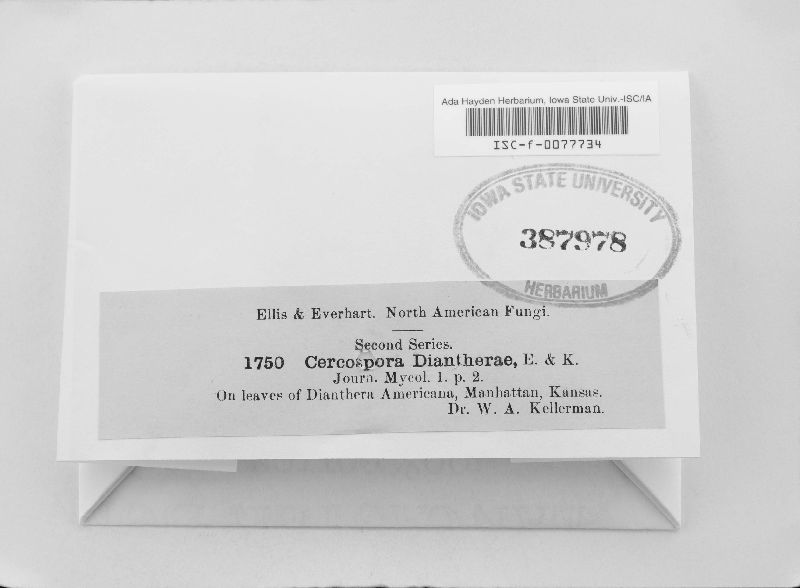 Ada Hayden Herbarium, Iowa State Univ.-ISC/IA
ISC-f-0077734
IOWA STATE UNIVERSITY
387978
HERBARIUM
Ellis & Everhart. North American Fungi.
Second Series.
1750 Cercospora Diantherae, E. & K.
Journ. Mycol. 1. p. 2.
On leaves of Dianthera Americana, Manhattan, Kansas.
Dr. W. A. Kellerman.